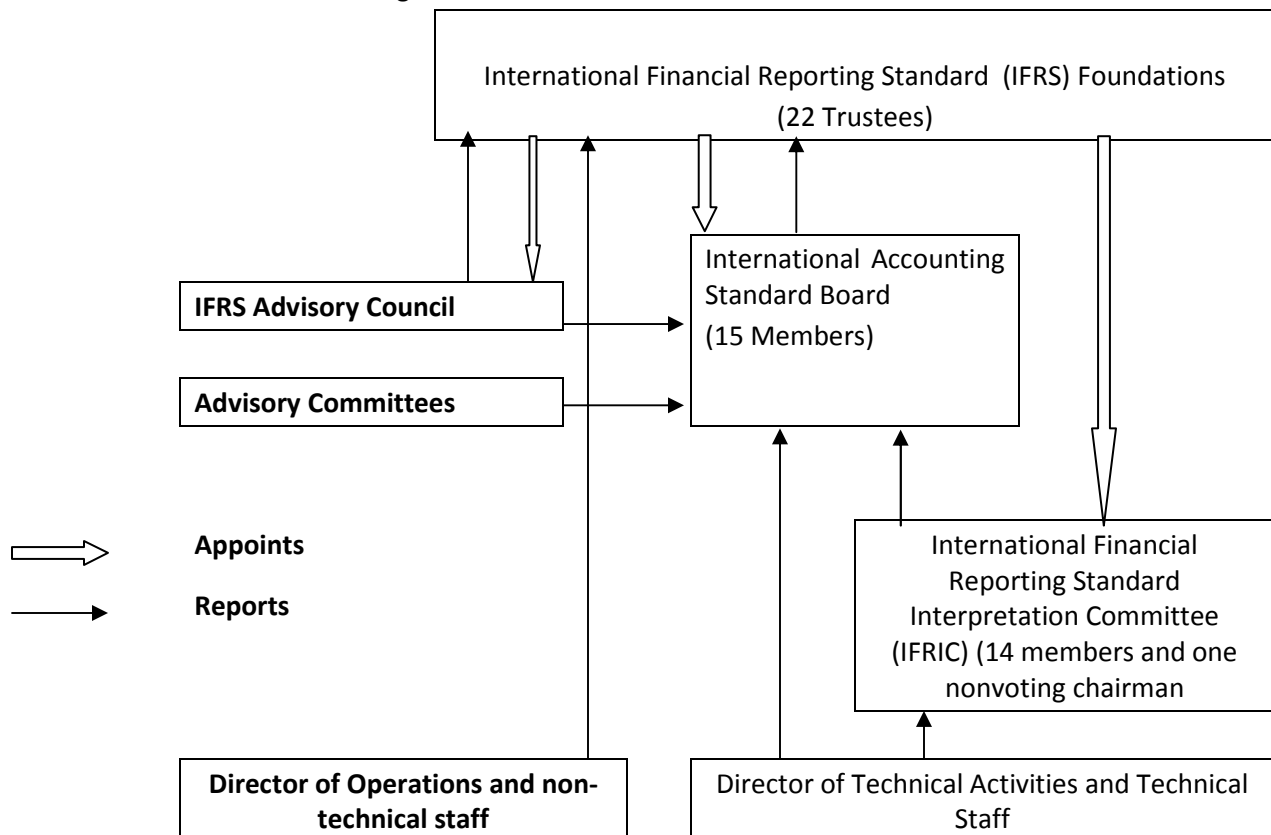 International Financial Reporting Standard (IFRS) Foundations
(22 Trustees)
International Accounting
Standard Board
(15 Members)
IFRS Advisory Council
Advisory Committees
Appoints
Reports
International Financial
Reporting Standard
Interpretation Committee
(IFRIC) (14 members and one
nonvoting chairman
Director of Operations and non-
technical staff
Director of Technical Activities and Technical
Staff